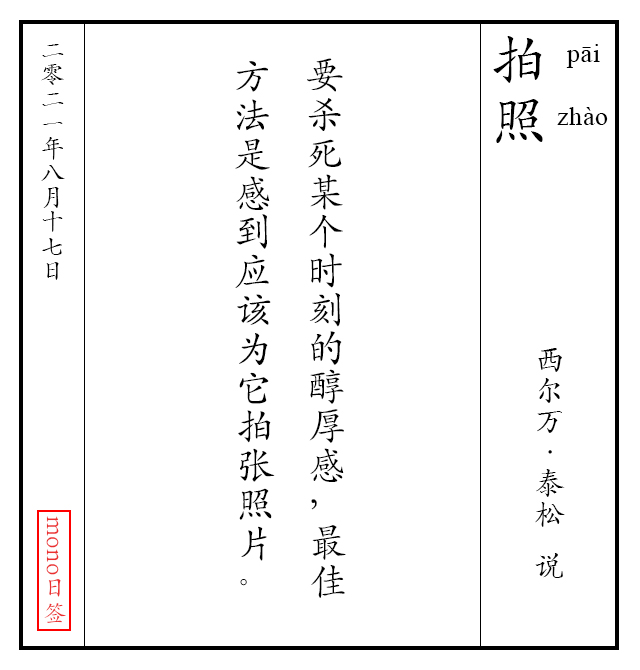 拍照
pāi
zhào
西尔万·泰松 说
要杀死某个时刻的醇厚感，最佳
方法是感到应该为它拍张照片。
二零二一年八月十七日
mono日签